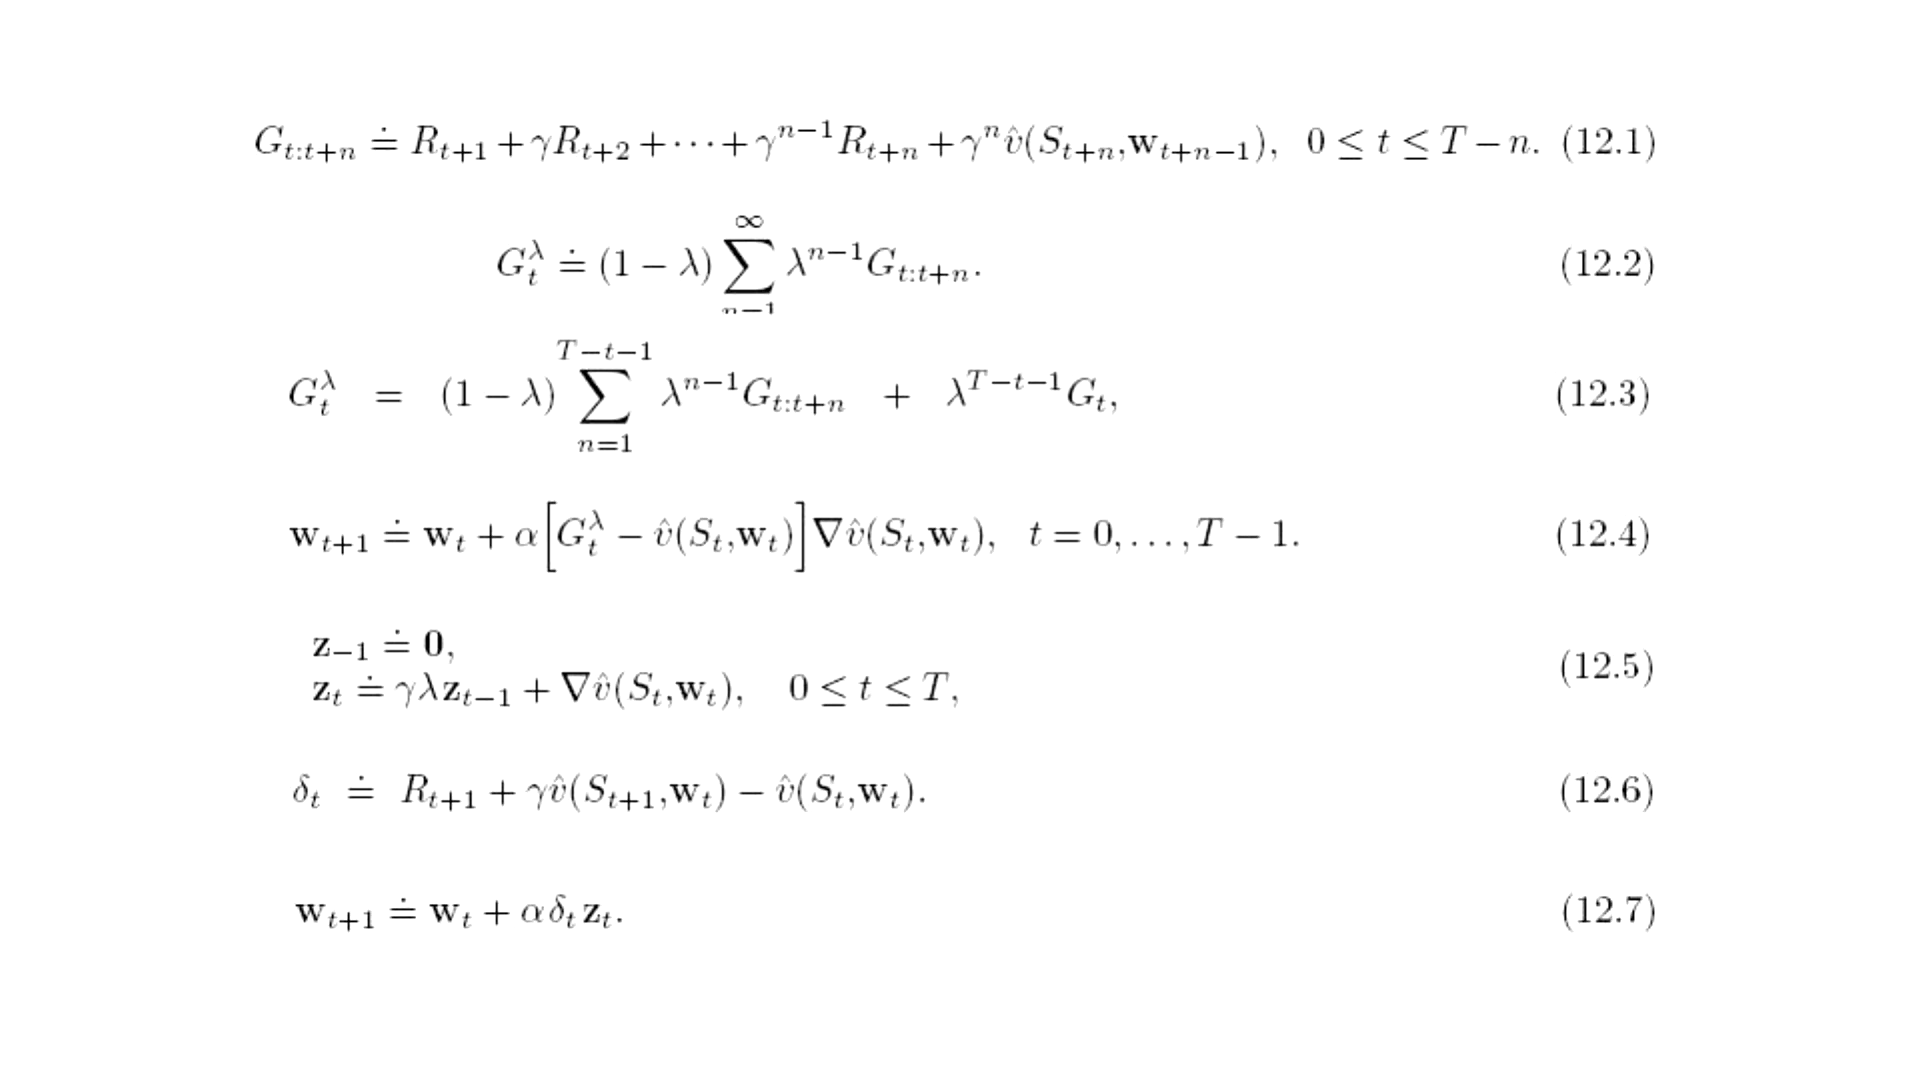 G_{t:t+n} ≐ R_{t+1} + γR_{t+2} + ⋯ + γ^{n−1}R_{t+n} + γ^n v̂(S_{t+n},w_{t+n−1}), 0 ≤ t ≤ T − n. (12.1)
G_t^λ ≐ (1 − λ) ∑_{n=1}^{∞} λ^{n−1}G_{t:t+n}. (12.2)
G_t^λ = (1 − λ) ∑_{n=1}^{T−t−1} λ^{n−1}G_{t:t+n} + λ^{T−t−1}G_t, (12.3)
w_{t+1} ≐ w_t + α[G_t^λ − v̂(S_t,w_t)]∇v̂(S_t,w_t), t = 0,…,T − 1. (12.4)
z_{−1} ≐ 0,
z_t ≐ γλz_{t−1} + ∇v̂(S_t,w_t), 0 ≤ t ≤ T, (12.5)
δ_t ≐ R_{t+1} + γv̂(S_{t+1},w_t) − v̂(S_t,w_t). (12.6)
w_{t+1} ≐ w_t + αδ_t z_t. (12.7)